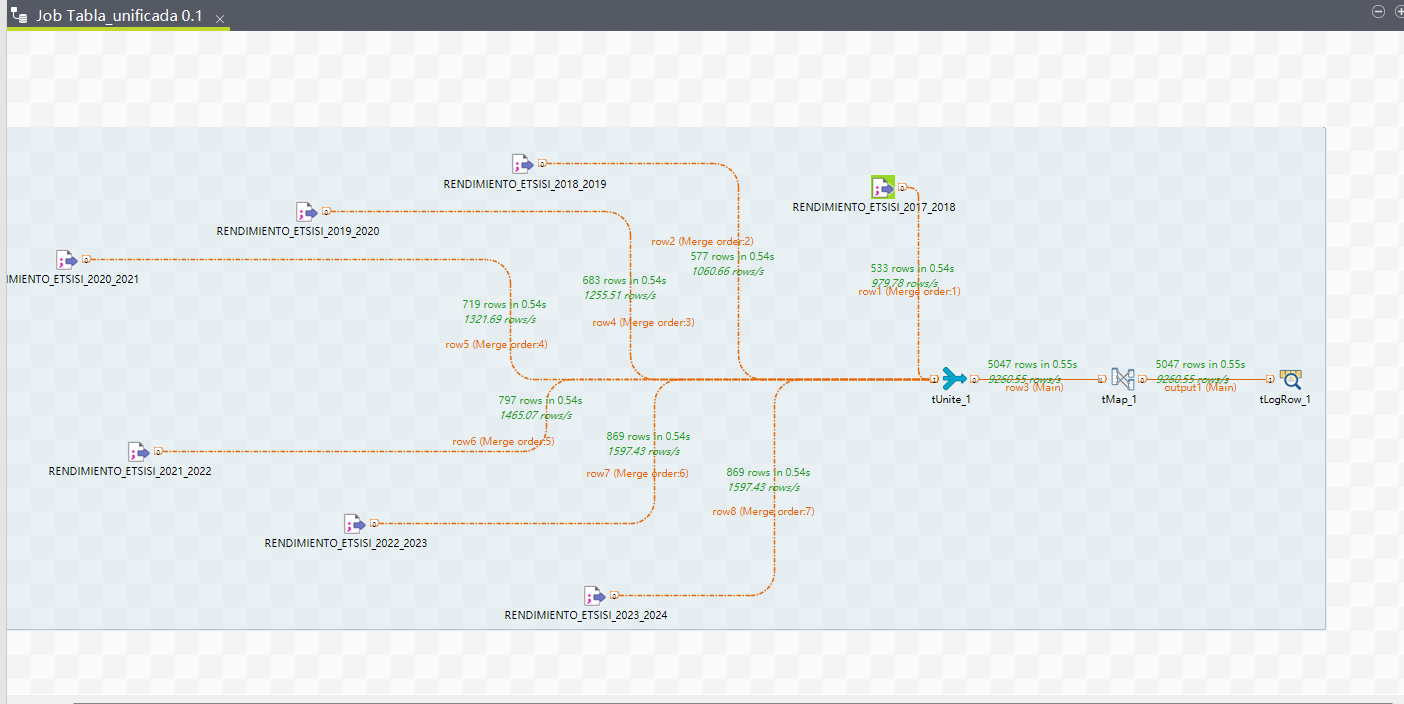 Job Tabla_unificada 0.1
RENDIMIENTO_ETSISI_2018_2019
RENDIMIENTO_ETSISI_2017_2018
RENDIMIENTO_ETSISI_2019_2020
row2 (Merge order:2)
577 rows in 0.54s
1060.66 rows/s
533 rows in 0.54s
979.78 rows/s
row1 (Merge order:1)
IMIENTO_ETSISI_2020_2021
683 rows in 0.54s
1255.51 rows/s
row4 (Merge order:3)
719 rows in 0.54s
1321.69 rows/s
row5 (Merge order:4)
5047 rows in 0.55s
9260.55 rows/s
row3 (Main)
5047 rows in 0.55s
9260.55 rows/s
output1 (Main)
tUnite_1
tMap_1
tLogRow_1
797 rows in 0.54s
1465.07 rows/s
row6 (Merge order:5)
RENDIMIENTO_ETSISI_2021_2022
869 rows in 0.54s
1597.43 rows/s
row7 (Merge order:6)
869 rows in 0.54s
1597.43 rows/s
row8 (Merge order:7)
RENDIMIENTO_ETSISI_2022_2023
RENDIMIENTO_ETSISI_2023_2024